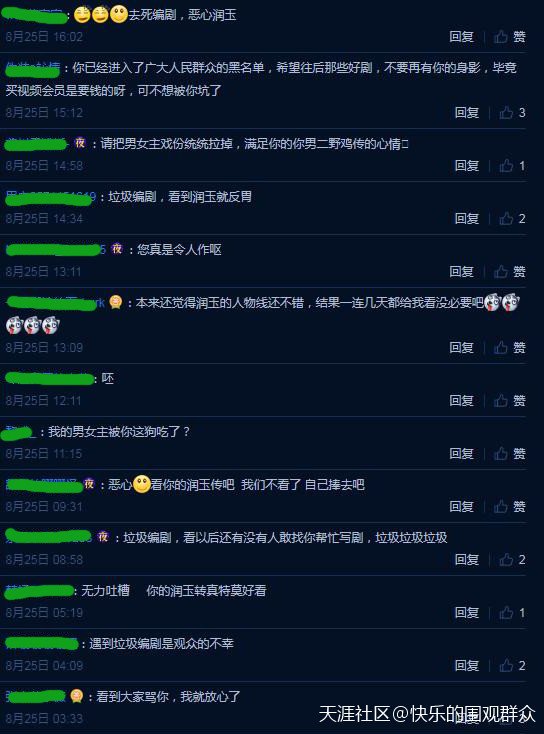 去死编剧，恶心润玉
8月25日 16:02 回复 赞
：你已经进入了广大人民群众的黑名单，希望往后那些好剧，不要再有你的身影，毕竟
买视频会员是要钱的呀，可不想被你坑了
8月25日 15:12 回复 3
夜：请把男女主戏份统统拉掉，满足你的你男二野鸡传的心情
8月25日 14:58 回复 1
：垃圾编剧，看到润玉就反胃
8月25日 14:34 回复 2
5 夜：您真是令人作呕
8月25日 13:11 回复 赞
rk ：本来还觉得润玉的人物线还不错，结果一连几天都给我看没必要吧
8月25日 13:09 回复 赞
：呸
8月25日 12:11 回复 赞
：我的男女主被你这狗吃了？
8月25日 11:15 回复 赞
夜：恶心看你的润玉传吧 我们不看了 自己捧去吧
8月25日 09:31 回复 赞
夜：垃圾编剧，看以后还有没有人敢找你帮忙写剧，垃圾垃圾垃圾
8月25日 08:58 回复 2
：无力吐槽 你的润玉转真特莫好看
8月25日 05:19 回复 1
：遇到垃圾编剧是观众的不幸
8月25日 04:09 回复 2
：看到大家骂你，我就放心了
8月25日 03:33 回复
天涯社区@快乐的围观群众